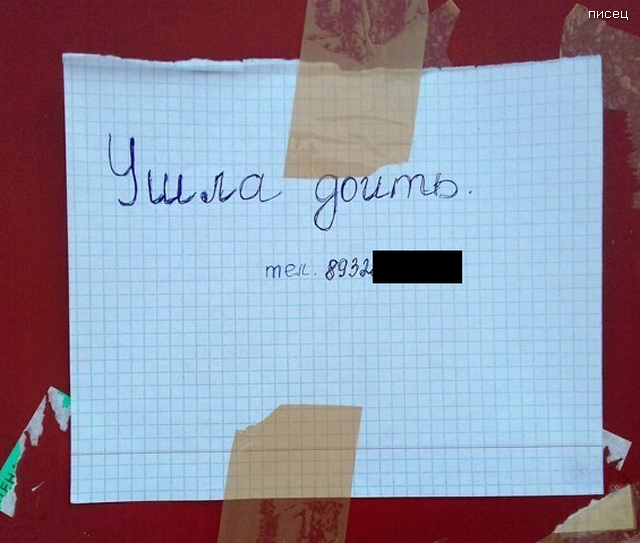 писец
Ушла доить.
тел. 8932